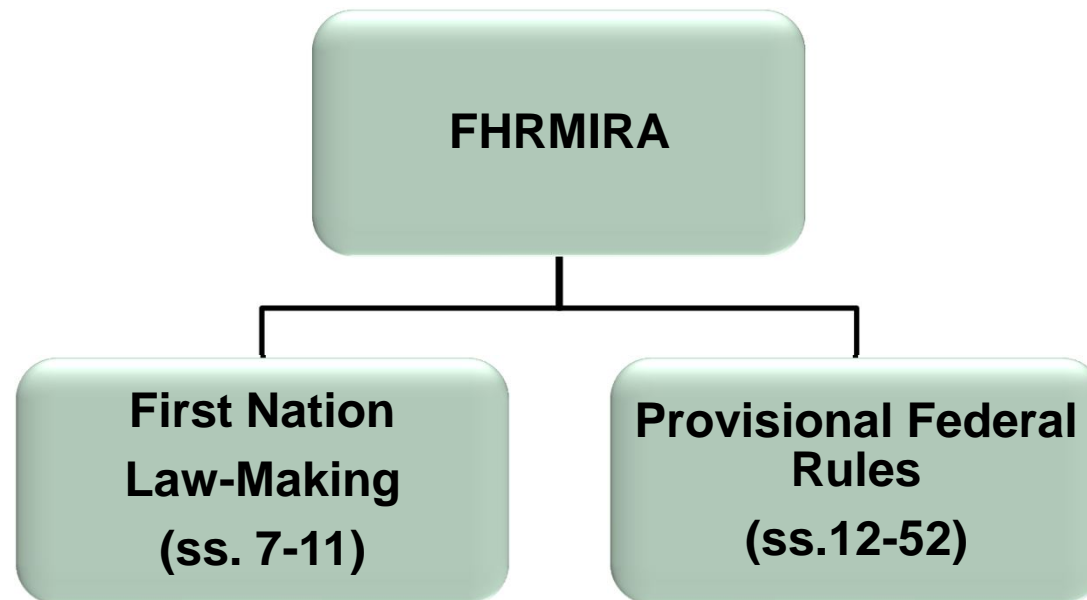 FHRMIRA
First Nation
Law-Making
(ss. 7-11)
Provisional Federal
Rules
(ss.12-52)